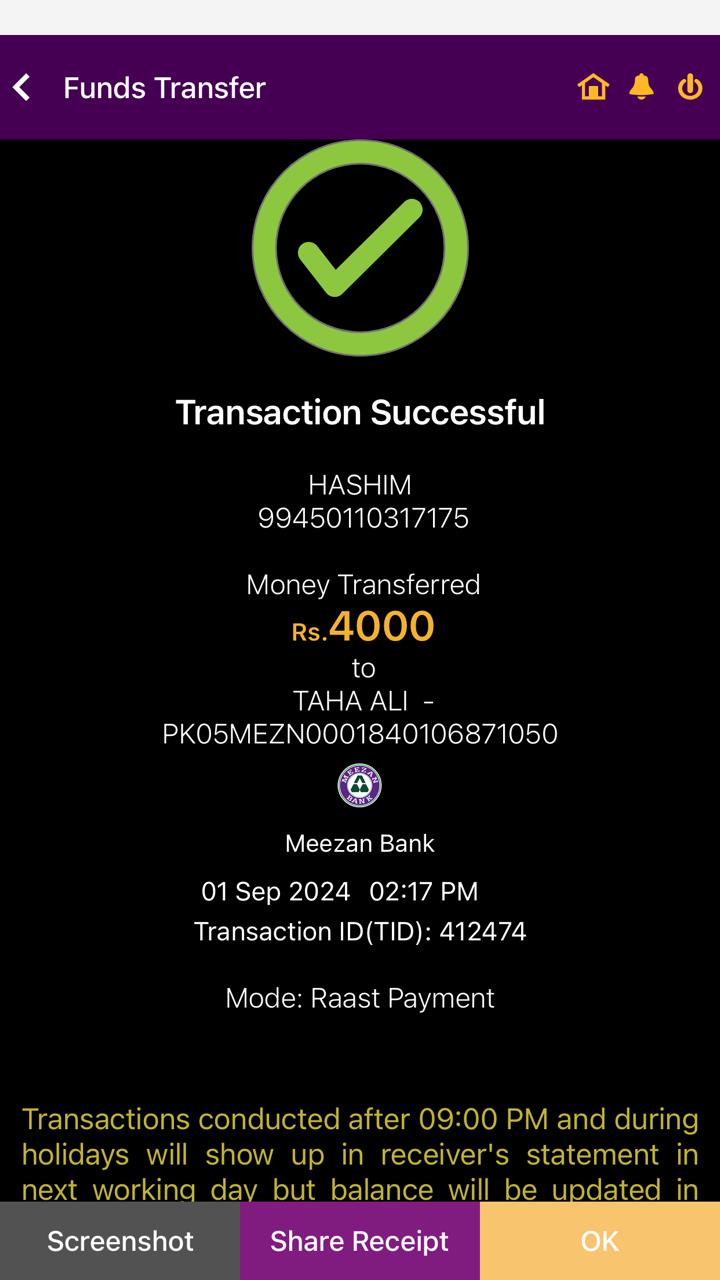 Funds Transfer
Transaction Successful
HASHIM
99450110317175
Money Transferred
Rs.4000
to
TAHA ALI -
PK05MEZN0001840106871050
MEEZAN
BANK
Meezan Bank
01 Sep 2024 02:17 PM
Transaction ID(TID): 412474
Mode: Raast Payment
Transactions conducted after 09:00 PM and during
holidays will show up in receiver's statement in
next working day but balance will be updated in
Screenshot Share Receipt OK